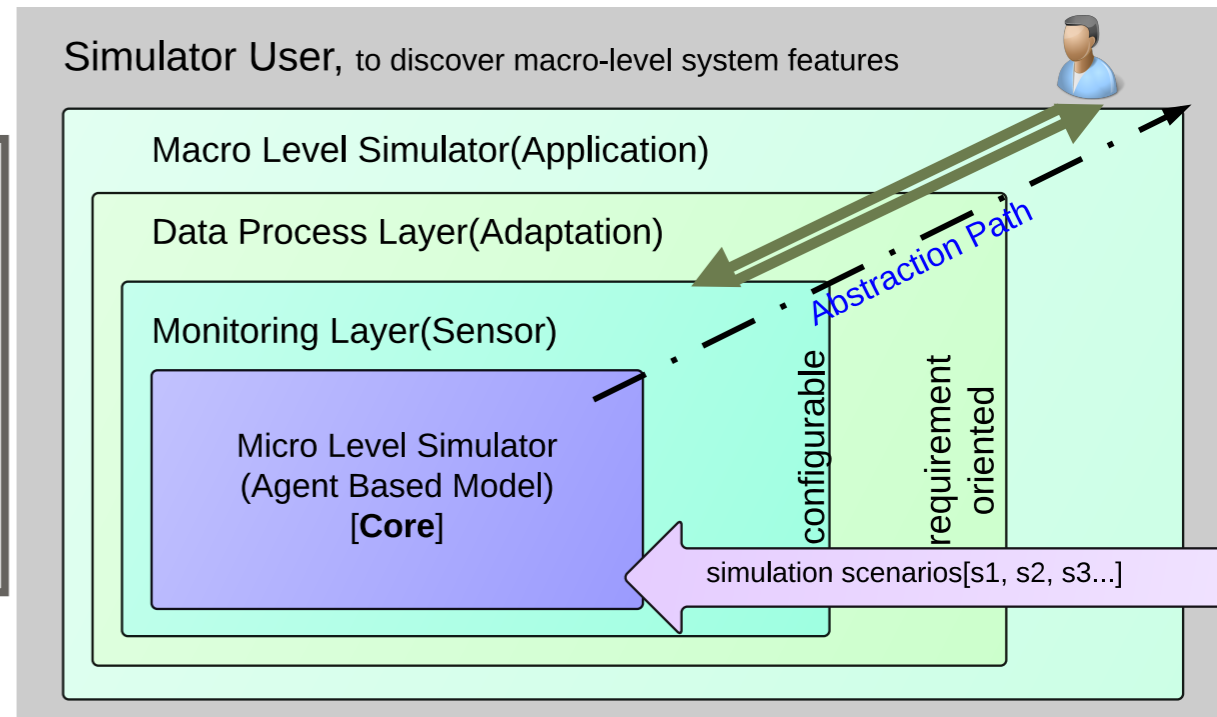 Simulator User, to discover macro-level system features
Macro Level Simulator(Application)
Data Process Layer(Adaptation)
Abstraction Path
Monitoring Layer(Sensor)
configurable
requirement
oriented
Micro Level Simulator
(Agent Based Model)
[Core]
simulation scenarios[s1, s2, s3...]